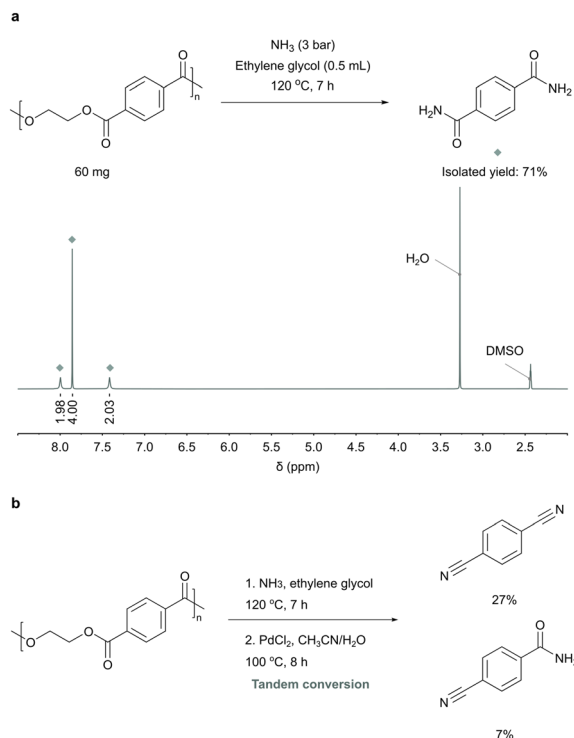 a
NH₃ (3 bar)
Ethylene glycol (0.5 mL)
120 °C, 7 h
O
O
O
O
n
60 mg
O
NH₂
H₂N
O
Isolated yield: 71%
H₂O
DMSO
1.98
4.00
2.03
8.0 7.5 7.0 6.5 6.0 5.5 5.0 4.5 4.0 3.5 3.0 2.5
δ (ppm)
b
O
O
O
O
n
1. NH₃, ethylene glycol
120 °C, 7 h
2. PdCl₂, CH₃CN/H₂O
100 °C, 8 h
Tandem conversion
N
N
27%
O
NH₂
N
7%